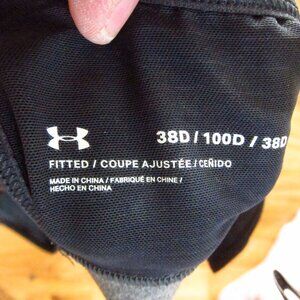 38D / 100D / 38D
FITTED / COUPE AJUSTÉE / CEÑIDO
MADE IN CHINA / FABRIQUÉ EN CHINE /
HECHO EN CHINA